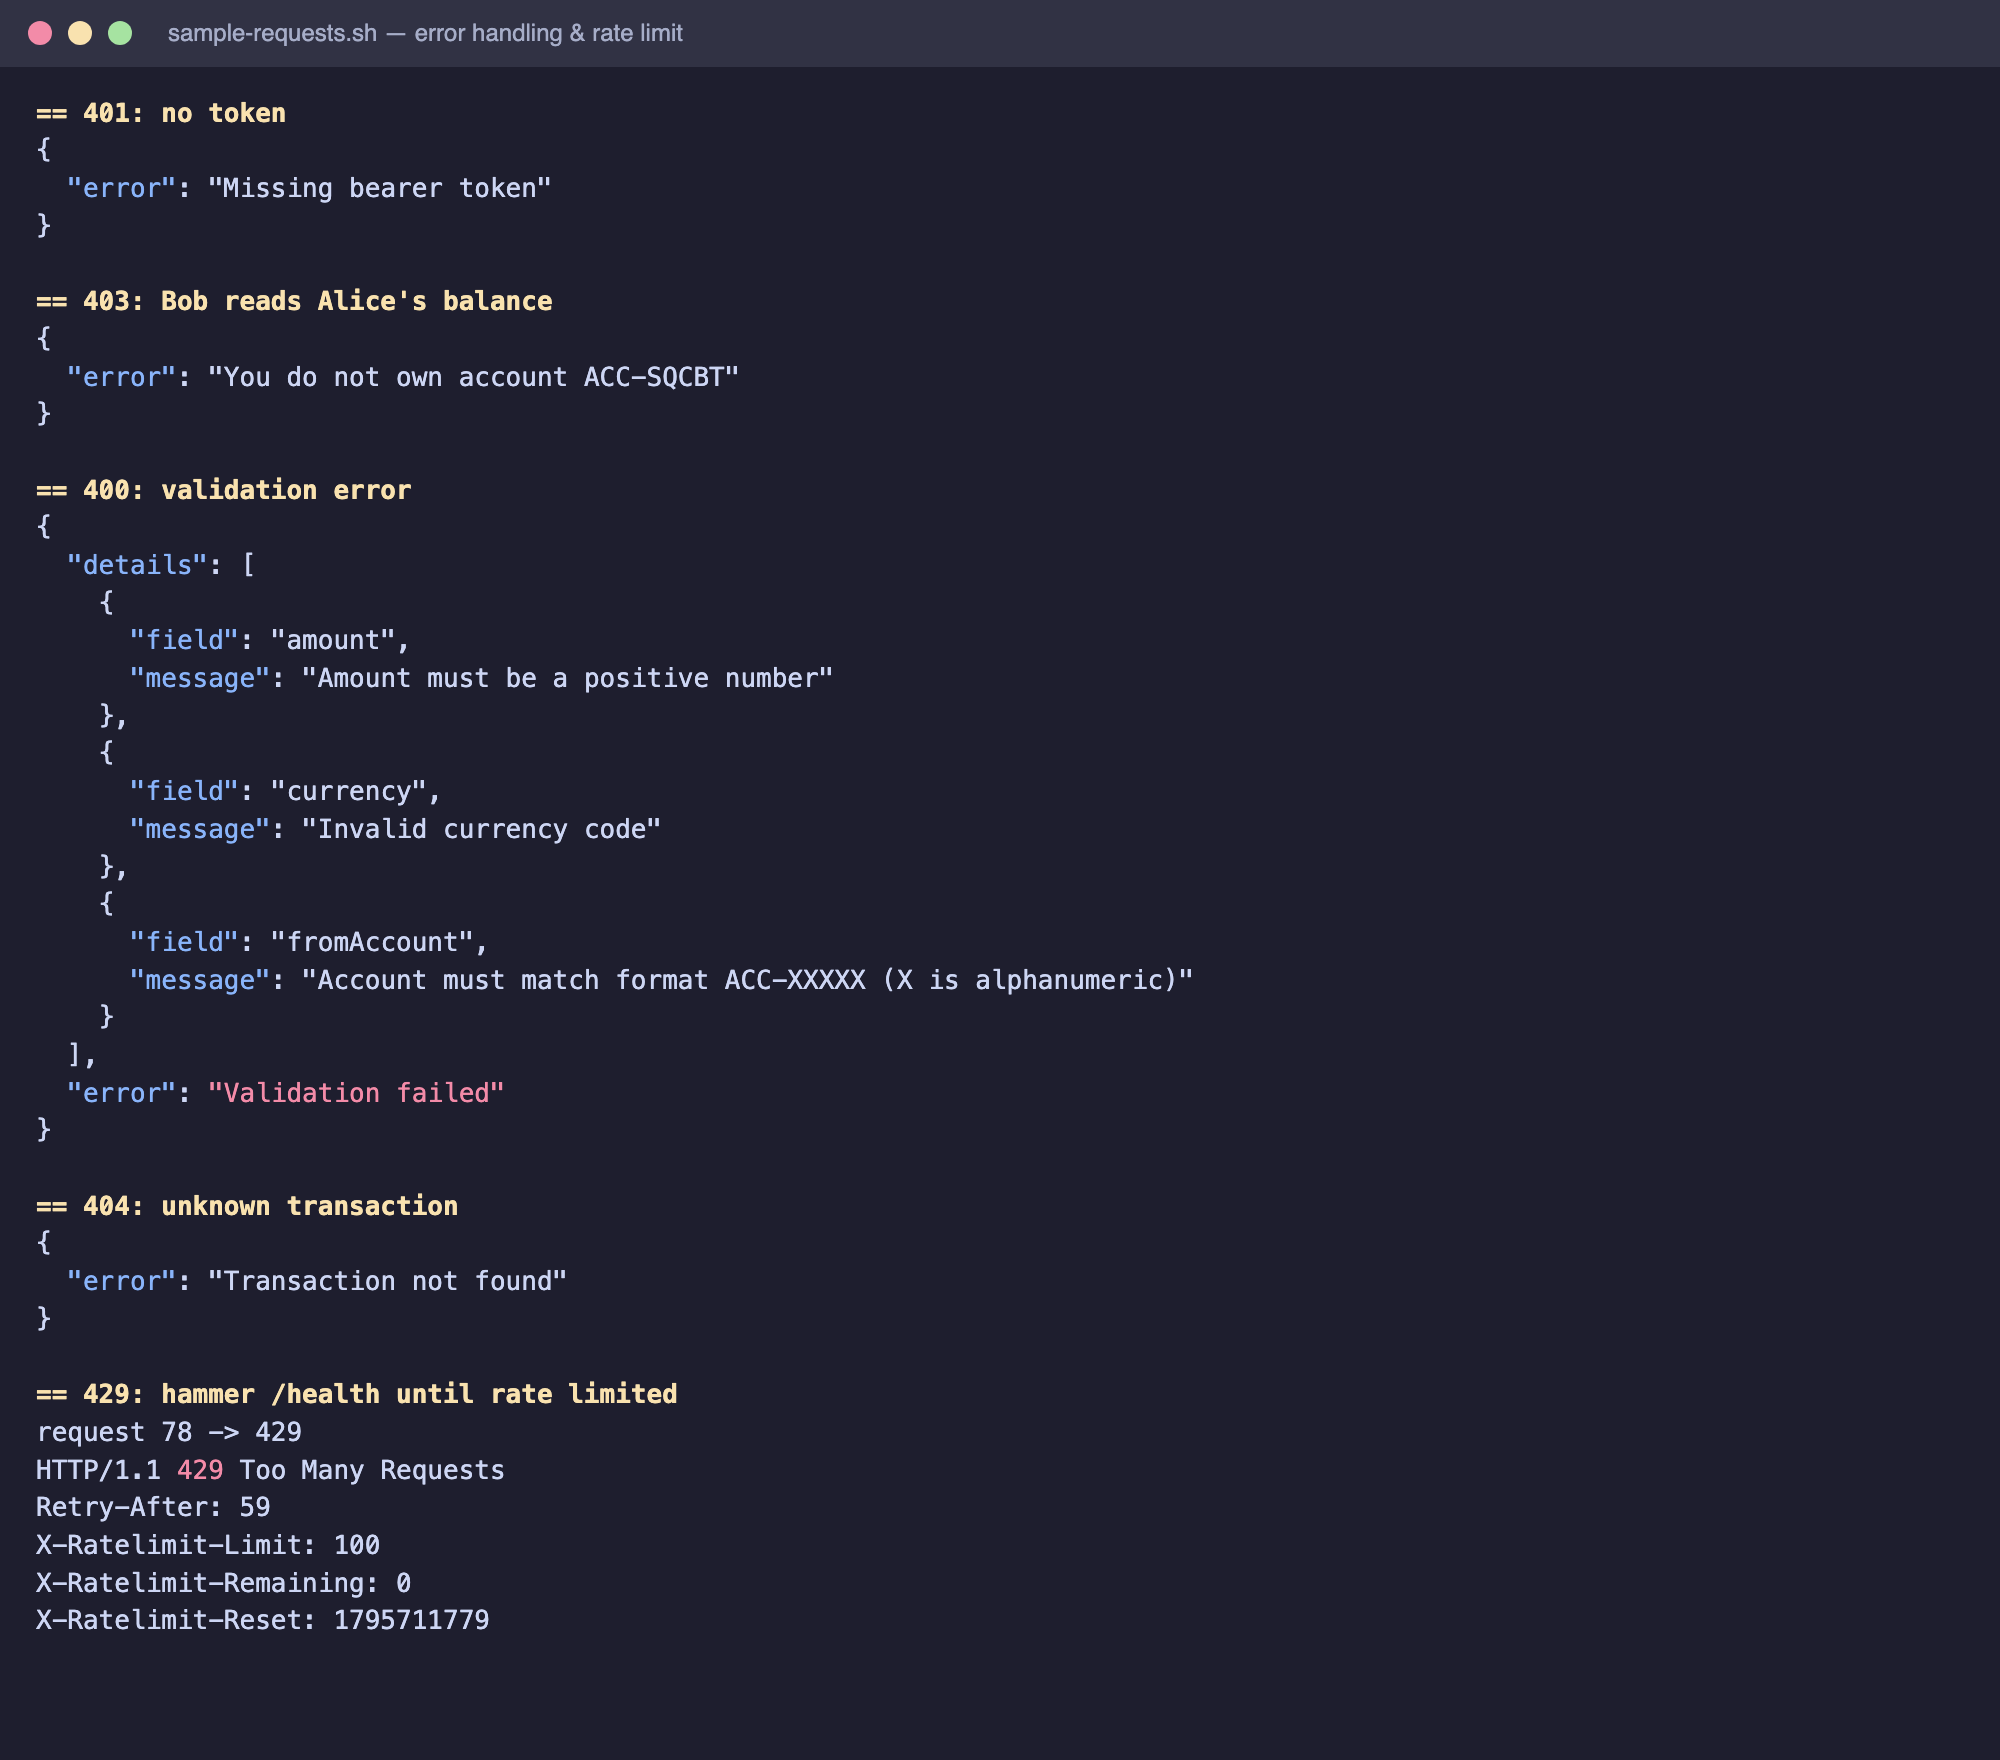 sample-requests.sh — error handling & rate limit
== 401: no token
{
  "error": "Missing bearer token"
}
== 403: Bob reads Alice's balance
{
  "error": "You do not own account ACC-SQCBT"
}
== 400: validation error
{
  "details": [
    {
      "field": "amount",
      "message": "Amount must be a positive number"
    },
    {
      "field": "currency",
      "message": "Invalid currency code"
    },
    {
      "field": "fromAccount",
      "message": "Account must match format ACC-XXXXX (X is alphanumeric)"
    }
  ],
  "error": "Validation failed"
}
== 404: unknown transaction
{
  "error": "Transaction not found"
}
== 429: hammer /health until rate limited
request 78 -> 429
HTTP/1.1 429 Too Many Requests
Retry-After: 59
X-Ratelimit-Limit: 100
X-Ratelimit-Remaining: 0
X-Ratelimit-Reset: 1795711779